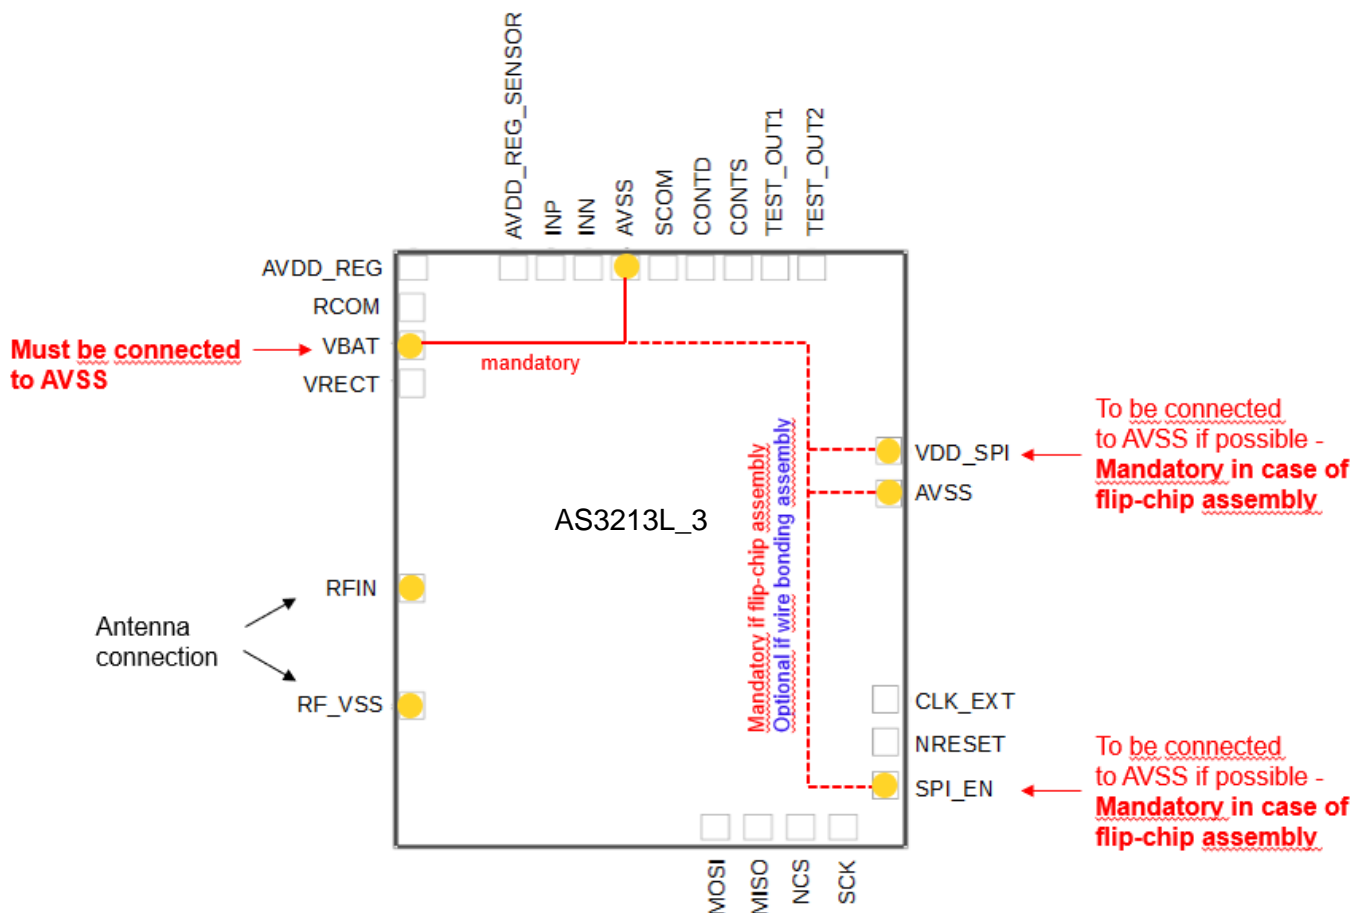 AVDD_REG_SENSOR
INP
INN
AVSS
SCOM
CONTD
CONTS
TEST_OUT1
TEST_OUT2
AVDD_REG
RCOM
VBAT
VRECT
Must be connected
to AVSS
mandatory
Mandatory if flip-chip assembly
Optional if wire bonding assembly
AS3213L_3
VDD_SPI
AVSS
To be connected
to AVSS if possible -
Mandatory in case of
flip-chip assembly
RFIN
RF_VSS
Antenna
connection
CLK_EXT
NRESET
SPI_EN
To be connected
to AVSS if possible -
Mandatory in case of
flip-chip assembly
MOSI
MISO
NCS
SCK